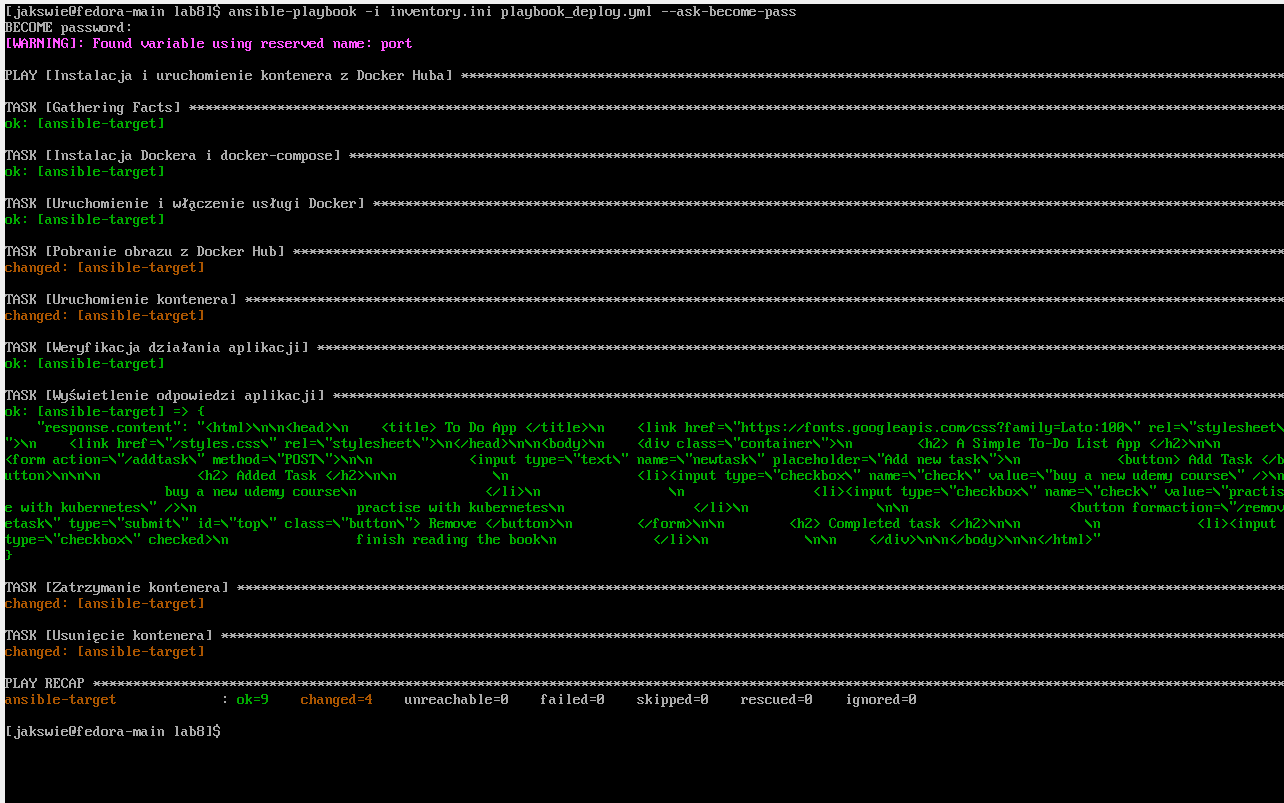 [jakswie@fedora-main lab8]$ ansible-playbook -i inventory.ini playbook_deploy.yml --ask-become-pass
BECOME password:
[WARNING]: Found variable using reserved name: port
PLAY [Instalacja i uruchomienie kontenera z Docker Huba] *******************************************************************************************************
TASK [Gathering Facts] *****************************************************************************************************************************************
ok: [ansible-target]
TASK [Instalacja Dockera i docker-compose] *********************************************************************************************************************
ok: [ansible-target]
TASK [Uruchomienie i włączenie usługi Docker] ******************************************************************************************************************
ok: [ansible-target]
TASK [Pobranie obrazu z Docker Hub] ****************************************************************************************************************************
changed: [ansible-target]
TASK [Uruchomienie kontenera] **********************************************************************************************************************************
changed: [ansible-target]
TASK [Weryfikacja działania aplikacji] *************************************************************************************************************************
ok: [ansible-target]
TASK [Wyświetlenie odpowiedzi aplikacji] ***********************************************************************************************************************
ok: [ansible-target] => {
    "response.content": "<html>\n\n<head>\n    <title> To Do App </title>\n    <link href=\"https://fonts.googleapis.com/css?family=Lato:100\" rel=\"stylesheet\
">\n    <link href=\"/styles.css\" rel=\"stylesheet\">\n</head>\n\n<body>\n    <div class=\"container\">\n        <h2> A Simple To-Do List App </h2>\n\n
<form action=\"/addtask\" method=\"POST\">\n\n            <input type=\"text\" name=\"newtask\" placeholder=\"Add new task\">\n            <button> Add Task </b
utton>\n\n\n            <h2> Added Task </h2>\n\n              \n                <li><input type=\"checkbox\" name=\"check\" value=\"buy a new udemy course\" />\n
                    buy a new udemy course\n                </li>\n                \n                <li><input type=\"checkbox\" name=\"check\" value=\"practis
e with kubernetes\" />\n                    practise with kubernetes\n                </li>\n                \n\n                    <button formaction=\"/remov
etask\" type=\"submit\" id=\"top\" class=\"button\"> Remove </button>\n        </form>\n\n        <h2> Completed task </h2>\n\n        \n            <li><input
type=\"checkbox\" checked>\n                finish reading the book\n            </li>\n            \n\n    </div>\n\n</body>\n\n</html>"
}
TASK [Zatrzymanie kontenera] ***********************************************************************************************************************************
changed: [ansible-target]
TASK [Usunięcie kontenera] *************************************************************************************************************************************
changed: [ansible-target]
PLAY RECAP *****************************************************************************************************************************************************
ansible-target             : ok=9    changed=4    unreachable=0    failed=0    skipped=0    rescued=0    ignored=0
[jakswie@fedora-main lab8]$